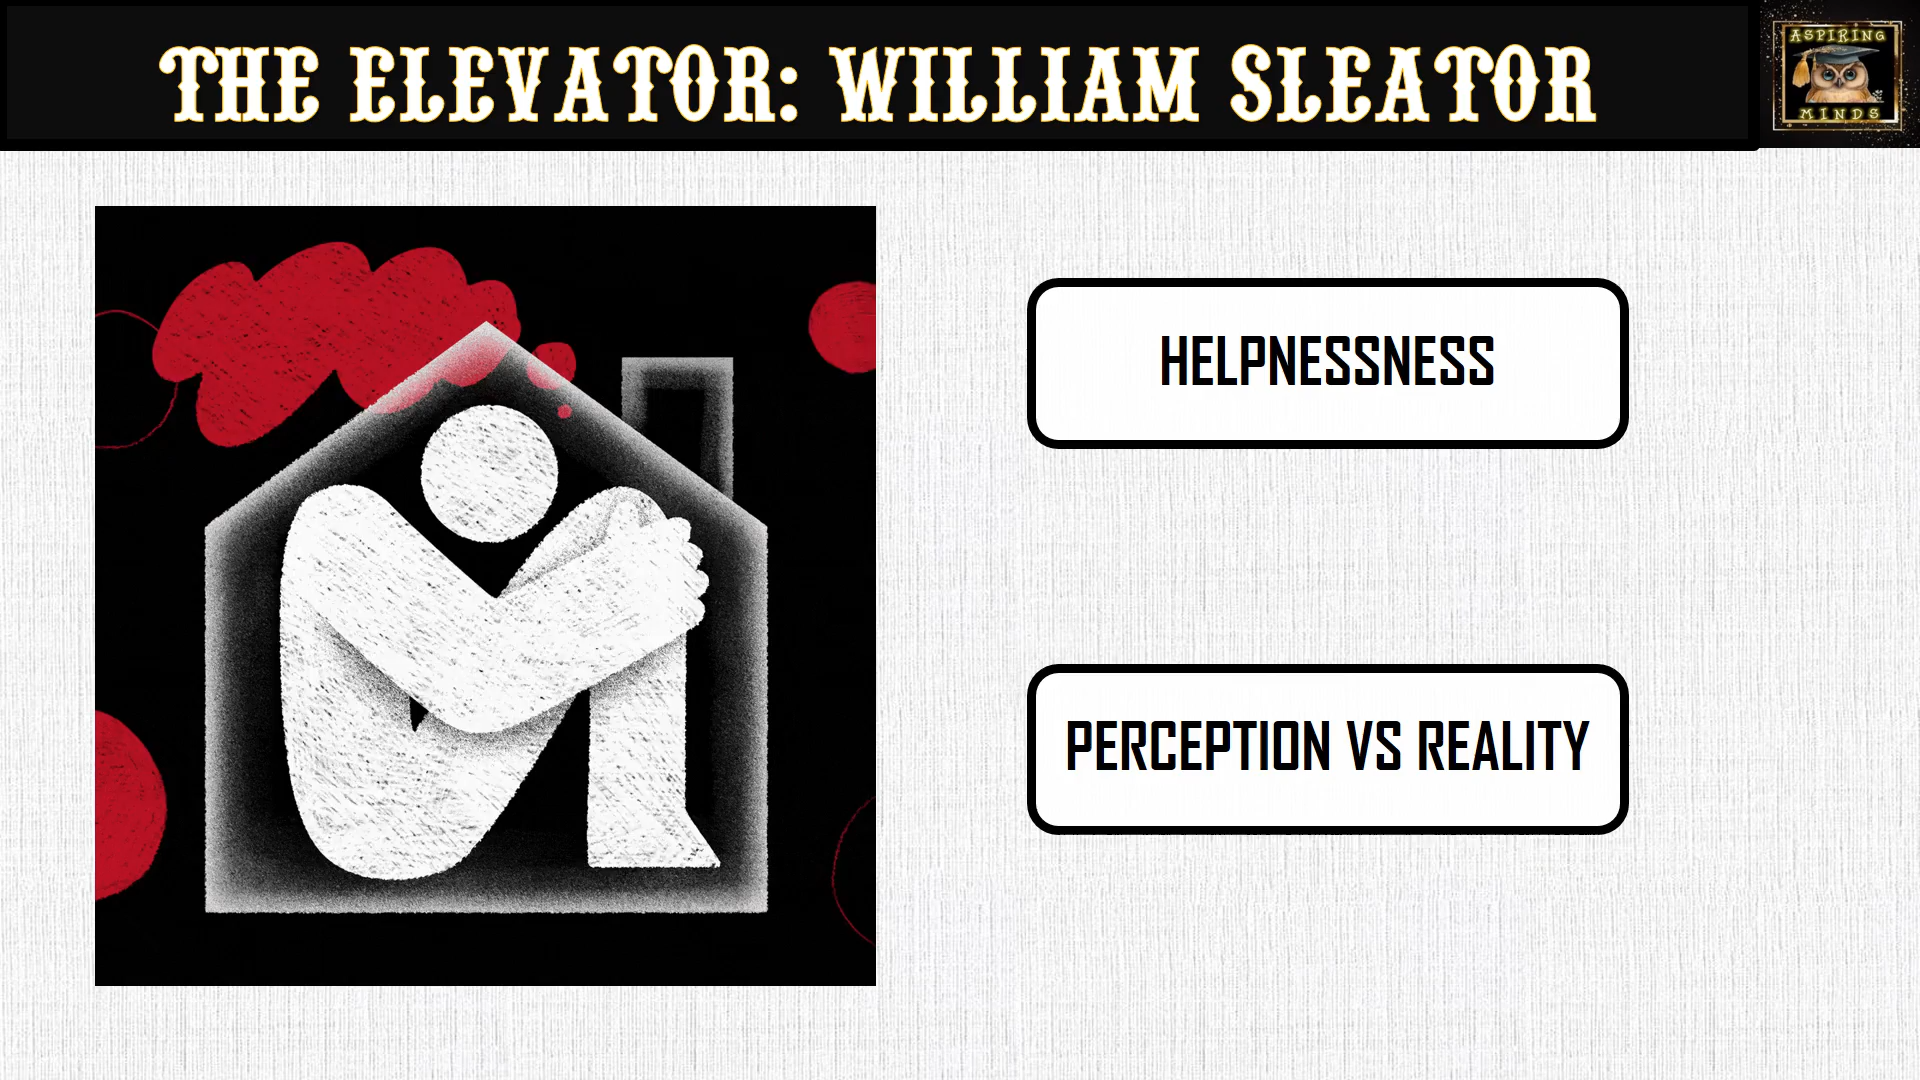 THE ELEVATOR: WILLIAM SLEATOR
ASPIRING
MINDS
HELPNESSNESS
PERCEPTION VS REALITY